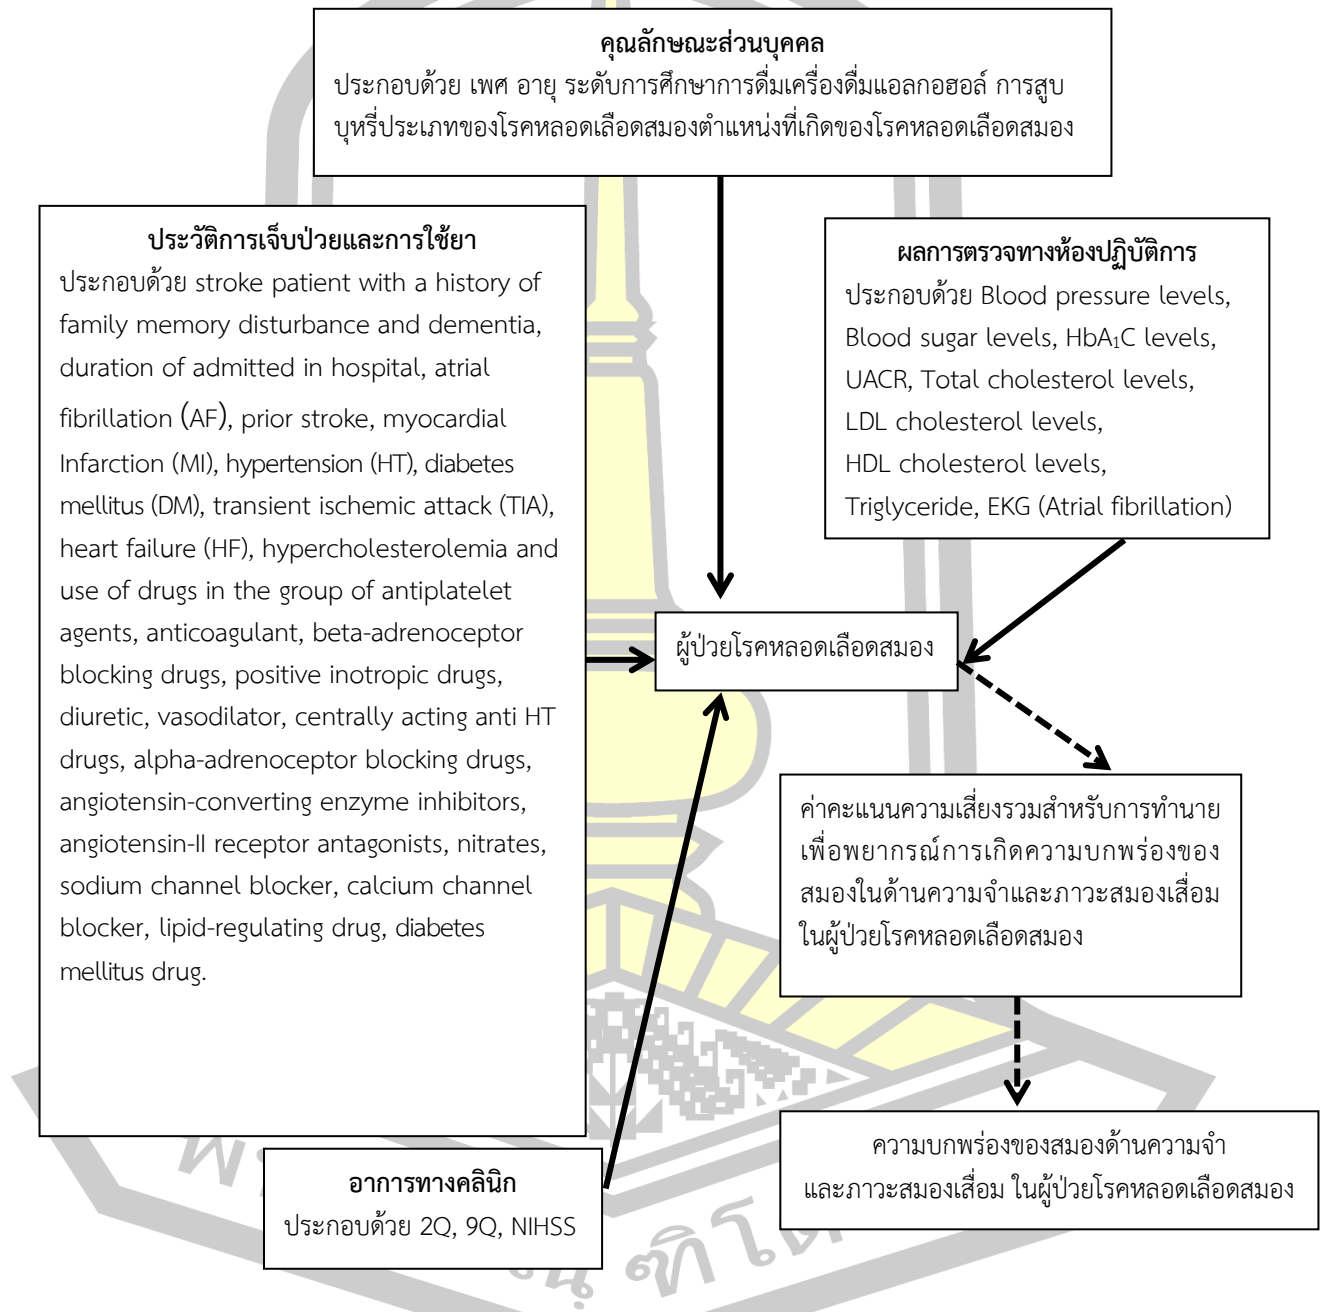 คุณลักษณะส่วนบุคคล
ประกอบด้วย เพศ อายุ ระดับการศึกษาการดื่มเครื่องดื่มแอลกอฮอล์ การสูบ
บุหรี่ประเภทของโรคหลอดเลือดสมองตำแหน่งที่เกิดของโรคหลอดเลือดสมอง
ประวัติการเจ็บป่วยและการใช้ยา
ประกอบด้วย stroke patient with a history of
family memory disturbance and dementia,
duration of admitted in hospital, atrial
fibrillation (AF), prior stroke, myocardial
Infarction (MI), hypertension (HT), diabetes
mellitus (DM), transient ischemic attack (TIA),
heart failure (HF), hypercholesterolemia and
use of drugs in the group of antiplatelet
agents, anticoagulant, beta-adrenoceptor
blocking drugs, positive inotropic drugs,
diuretic, vasodilator, centrally acting anti HT
drugs, alpha-adrenoceptor blocking drugs,
angiotensin-converting enzyme inhibitors,
angiotensin-II receptor antagonists, nitrates,
sodium channel blocker, calcium channel
blocker, lipid-regulating drug, diabetes
mellitus drug.
ผลการตรวจทางห้องปฏิบัติการ
ประกอบด้วย Blood pressure levels,
Blood sugar levels, HbA₁C levels,
UACR, Total cholesterol levels,
LDL cholesterol levels,
HDL cholesterol levels,
Triglyceride, EKG (Atrial fibrillation)
ผู้ป่วยโรคหลอดเลือดสมอง
ค่าคะแนนความเสี่ยงรวมสำหรับการทำนาย
เพื่อพยากรณ์การเกิดความบกพร่องของ
สมองในด้านความจำและภาวะสมองเสื่อม
ในผู้ป่วยโรคหลอดเลือดสมอง
ความบกพร่องของสมองด้านความจำ
และภาวะสมองเสื่อม ในผู้ป่วยโรคหลอดเลือดสมอง
อาการทางคลินิก
ประกอบด้วย 2Q, 9Q, NIHSS